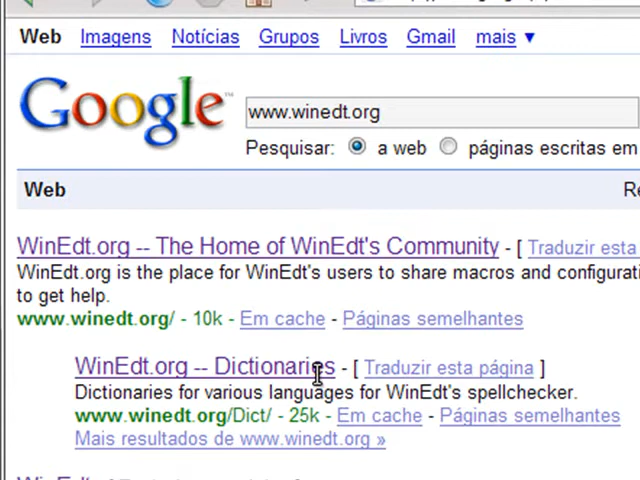 Web Imagens Notícias Grupos Livros Gmail mais ▼
Google™ www.winedt.org
Pesquisar: a web páginas escritas em
Web
WinEdt.org -- The Home of WinEdt's Community - [ Traduzir esta
WinEdt.org is the place for WinEdt's users to share macros and
to get help.
www.winedt.org/ - 10k - Em cache - Páginas semelhantes
WinEdt.org -- Dictionaries - [ Traduzir esta página ]
Dictionaries for various languages for WinEdt's spellchecker.
www.winedt.org/Dict/ - 25k - Em cache - Páginas semelhantes
Mais resultados de www.winedt.org »